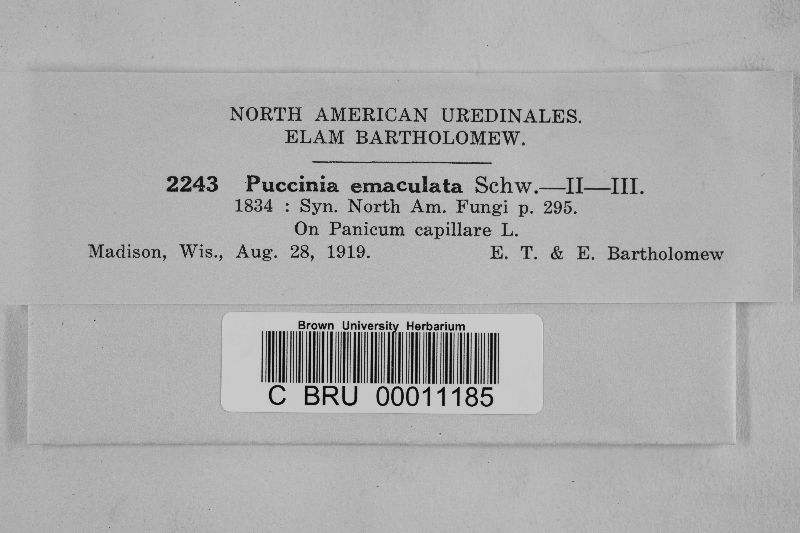 NORTH AMERICAN UREDINALES.
ELAM BARTHOLOMEW.
2243 Puccinia emaculata Schw.—II—III.
1834 : Syn. North Am. Fungi p. 295.
On Panicum capillare L.
Madison, Wis., Aug. 28, 1919. E. T. & E. Bartholomew
Brown University Herbarium
C BRU 00011185